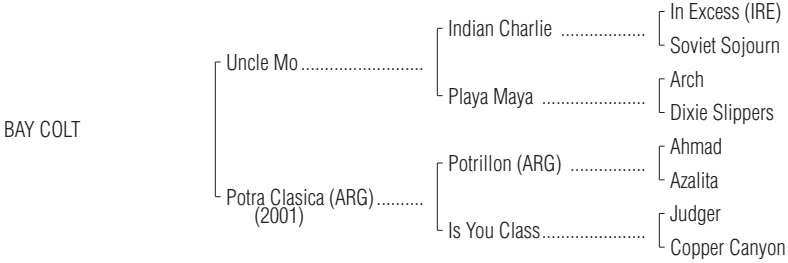 In Excess (IRE)
Indian Charlie ..................
Soviet Sojourn
Uncle Mo ..........................
Arch
Playa Maya ......................
Dixie Slippers
BAY COLT
Ahmad
Potrillon (ARG) ................
Azalita
Potra Clasica (ARG) ..........
(2001)
Judger
Is You Class ......................
Copper Canyon